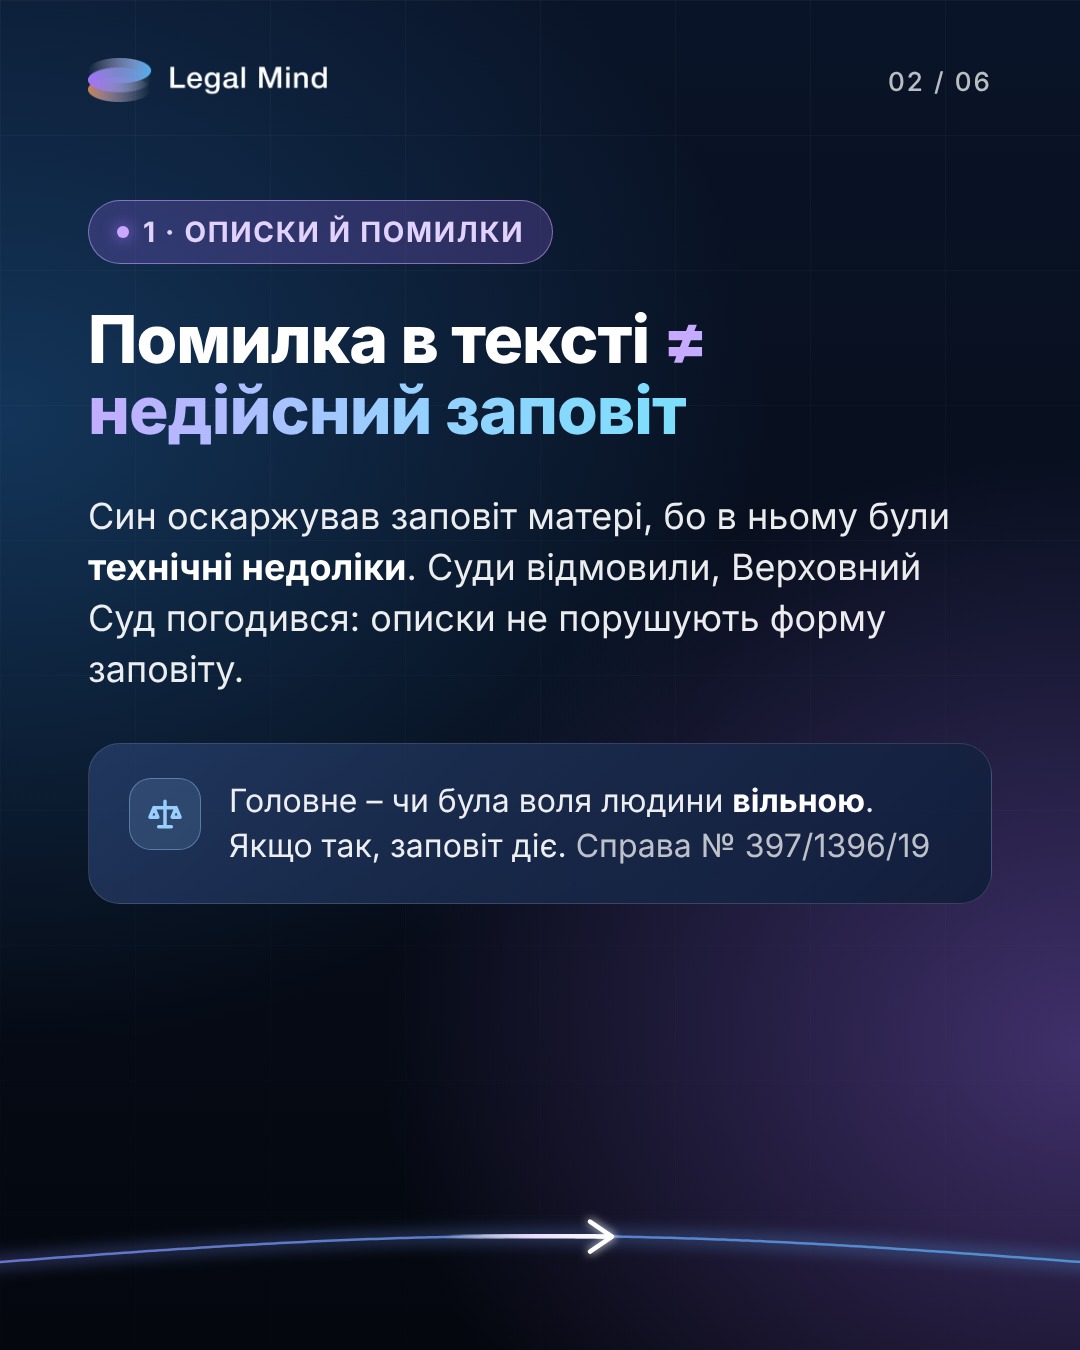 Legal Mind
02 / 06
1 · ОПИСКИ Й ПОМИЛКИ
Помилка в тексті ≠
недійсний заповіт
Син оскаржував заповіт матері, бо в ньому були
технічні недоліки. Суди відмовили, Верховний
Суд погодився: описки не порушують форму
заповіту.
Головне – чи була воля людини вільною.
Якщо так, заповіт діє. Справа № 397/1396/19